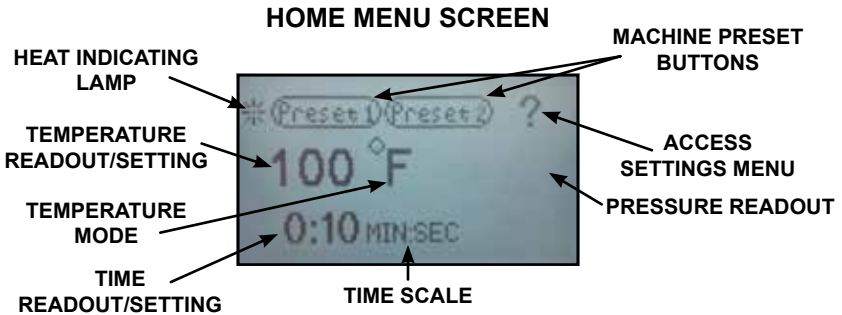 HOME MENU SCREEN
HEAT INDICATING
LAMP
MACHINE PRESET
BUTTONS
Preset 1 Preset 2 ?
TEMPERATURE
READOUT/SETTING
100 °F
ACCESS
SETTINGS MENU
TEMPERATURE
MODE
PRESSURE READOUT
0:10 MIN:SEC
TIME
READOUT/SETTING
TIME SCALE